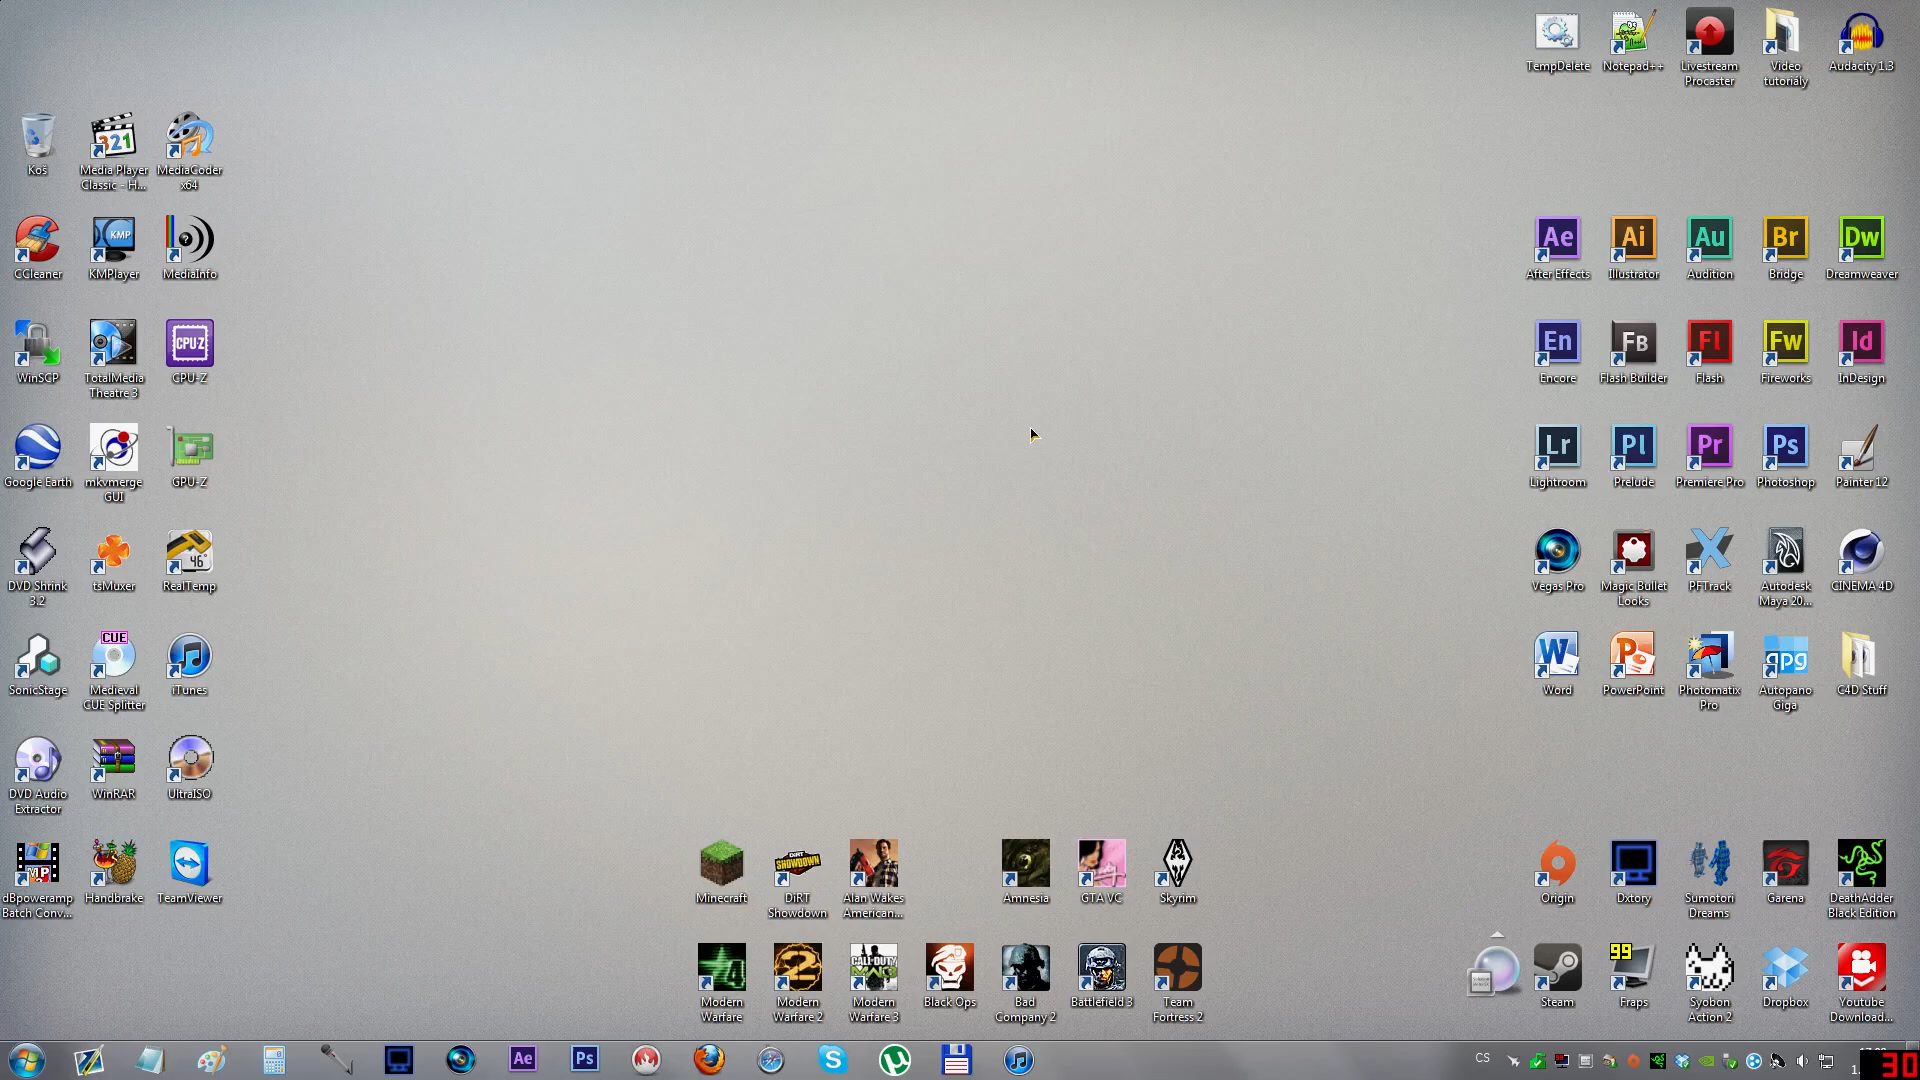 TempDelete
Notepad++
Livestream
Procaster
Video
tutorialy
Audacity 1.3
Koš
Media Player
Classic - H...
MediaCoder
x64
CCleaner
KMPlayer
MediaInfo
After Effects
Illustrator
Audition
Bridge
Dreamweaver
WinSCP
TotalMedia
Theatre 3
CPU-Z
Encore
Flash Builder
Flash
Fireworks
InDesign
Google Earth
mkvmerge
GUI
GPU-Z
Lightroom
Prelude
Premiere Pro
Photoshop
Painter 12
DVD Shrink
3.2
tsMuxer
RealTemp
Vegas Pro
Magic Bullet
Looks
PFTrack
Autodesk
Maya 20...
CINEMA 4D
SonicStage
Medieval
CUE Splitter
iTunes
Word
PowerPoint
Photomatix
Pro
Autopano
Giga
C4D Stuff
DVD Audio
Extractor
WinRAR
UltraISO
dBpoweramp
Batch Conv...
Handbrake
TeamViewer
Minecraft
DiRT
Showdown
Alan Wakes
American...
Amnesia
GTA VC
Skyrim
Origin
Dxtory
Sumotori
Dreams
Garena
DeathAdder
Black Edition
Modern
Warfare
Modern
Warfare 2
Modern
Warfare 3
Black Ops
Bad
Company 2
Battlefield 3
Team
Fortress 2
Steam
Fraps
Syobon
Action 2
Dropbox
Youtube
Download...
CS
30